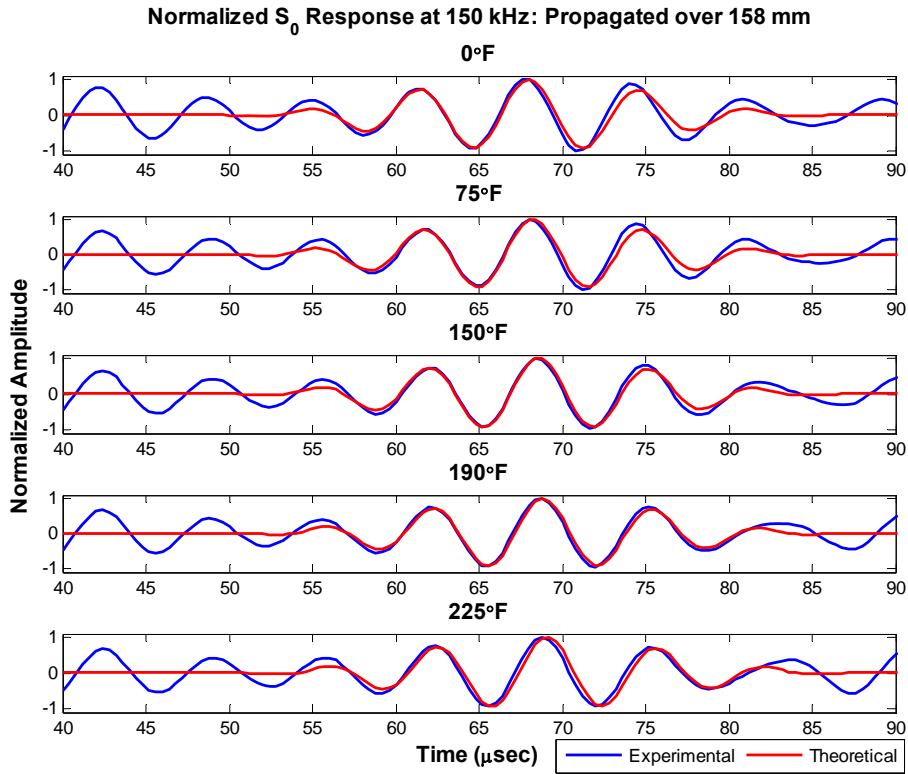 Normalized S0 Response at 150 kHz: Propagated over 158 mm
0°F
1
0
-1
40 45 50 55 60 65 70 75 80 85 90
75°F
1
0
-1
40 45 50 55 60 65 70 75 80 85 90
150°F
1
0
-1
40 45 50 55 60 65 70 75 80 85 90
190°F
1
0
-1
40 45 50 55 60 65 70 75 80 85 90
225°F
1
0
-1
40 45 50 55 60 65 70 75 80 85 90
Normalized Amplitude
Time (μsec)
Experimental
Theoretical